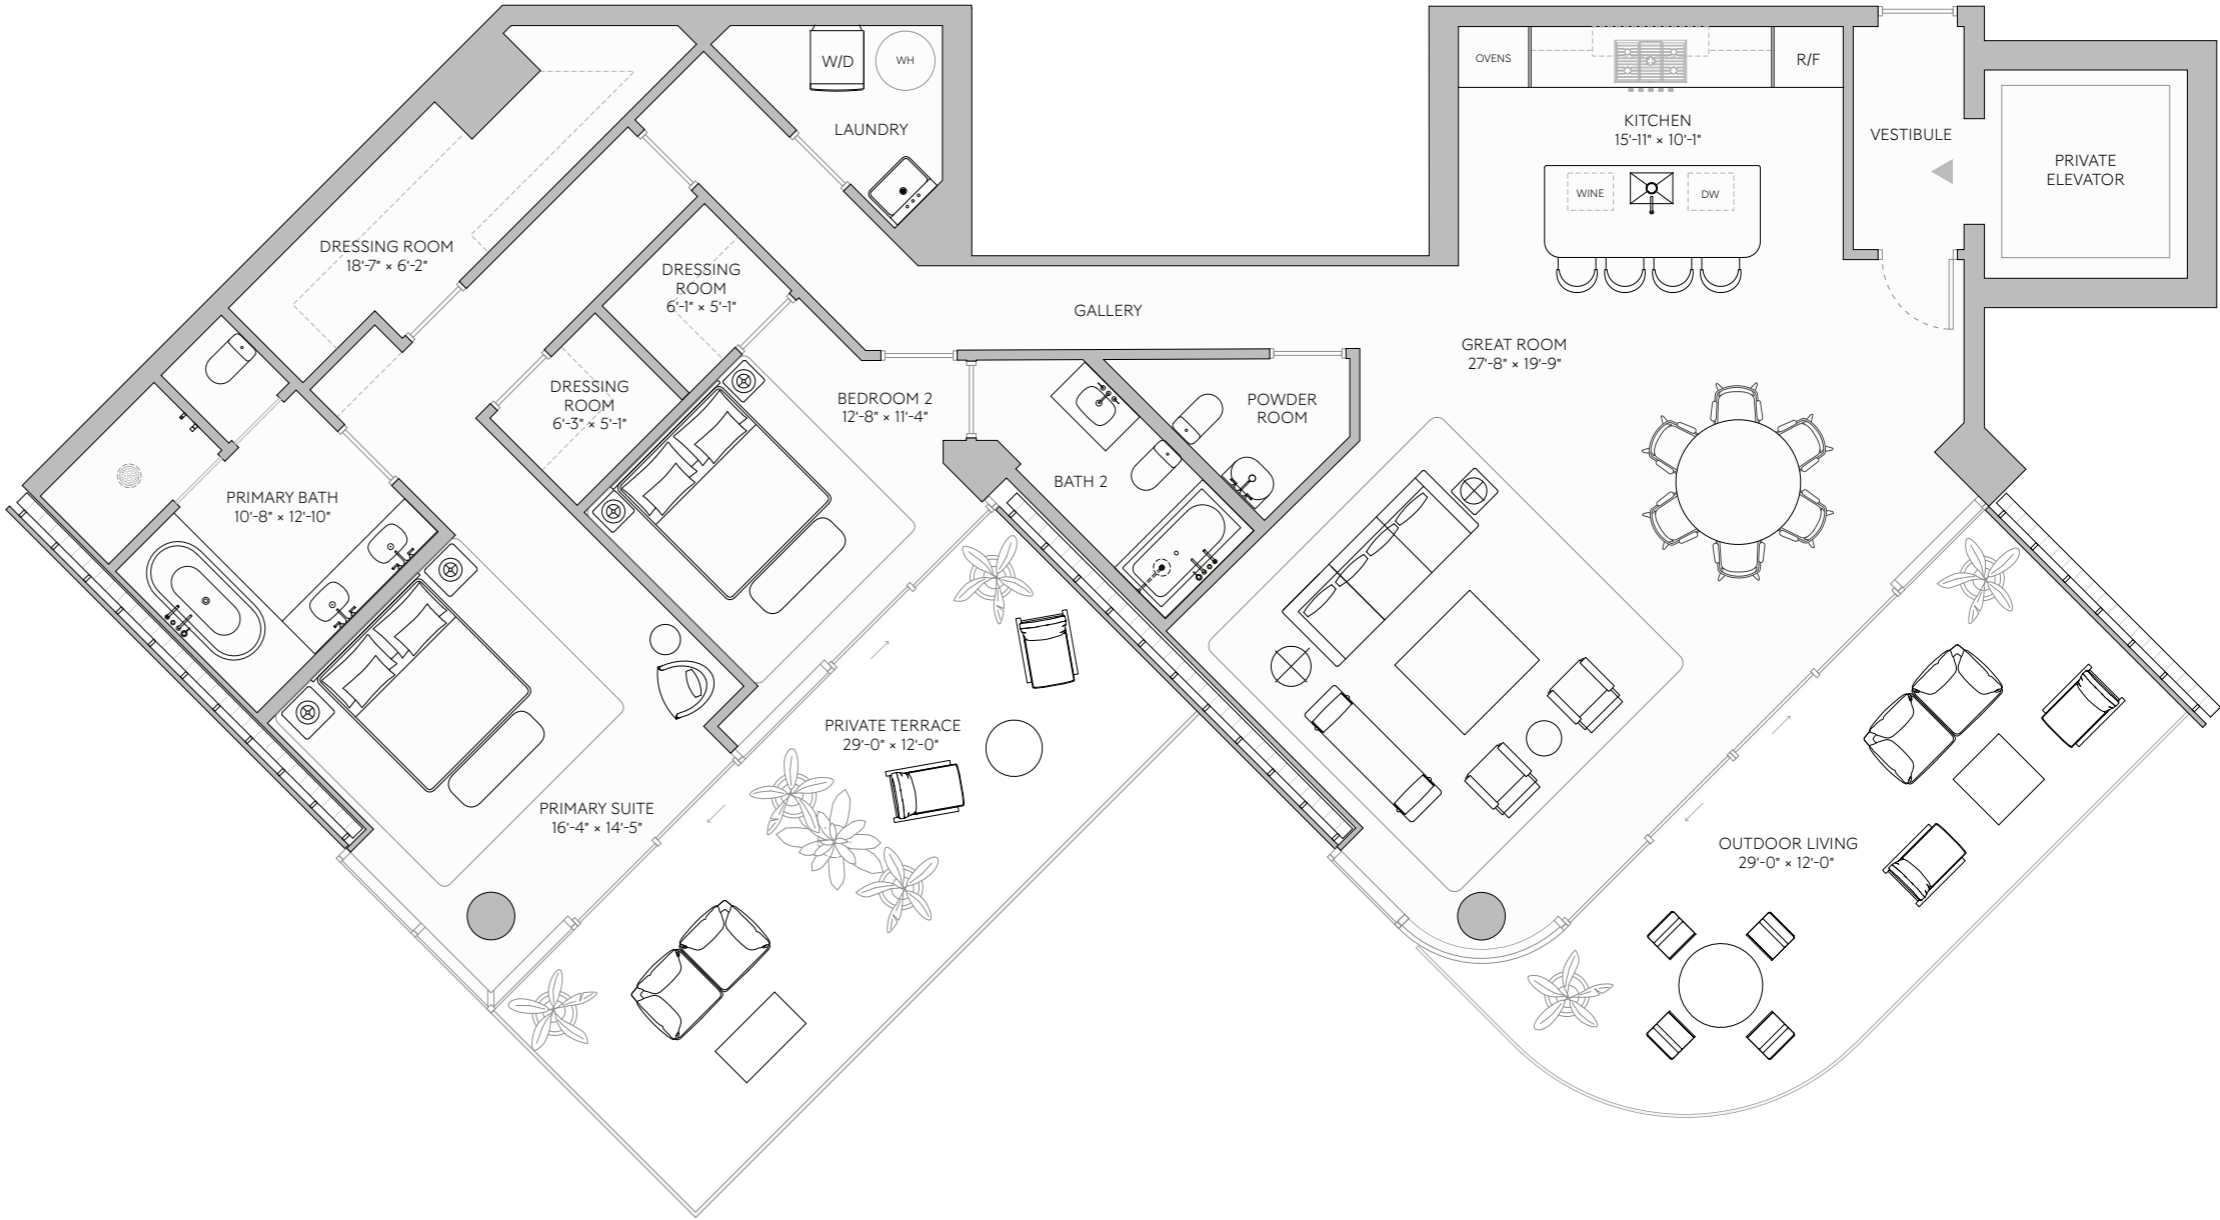 W/D
WH
LAUNDRY
OVENS
R/F
KITCHEN
15'-11" × 10'-1"
VESTIBULE
PRIVATE
ELEVATOR
WINE
DW
DRESSING ROOM
18'-7" × 6'-2"
DRESSING
ROOM
6'-1" × 5'-1"
GALLERY
GREAT ROOM
27'-8" × 19'-9"
DRESSING
ROOM
6'-3" × 5'-1"
BEDROOM 2
12'-8" × 11'-4"
POWDER
ROOM
BATH 2
PRIMARY BATH
10'-8" × 12'-10"
PRIVATE TERRACE
29'-0" × 12'-0"
PRIMARY SUITE
16'-4" × 14'-5"
OUTDOOR LIVING
29'-0" × 12'-0"